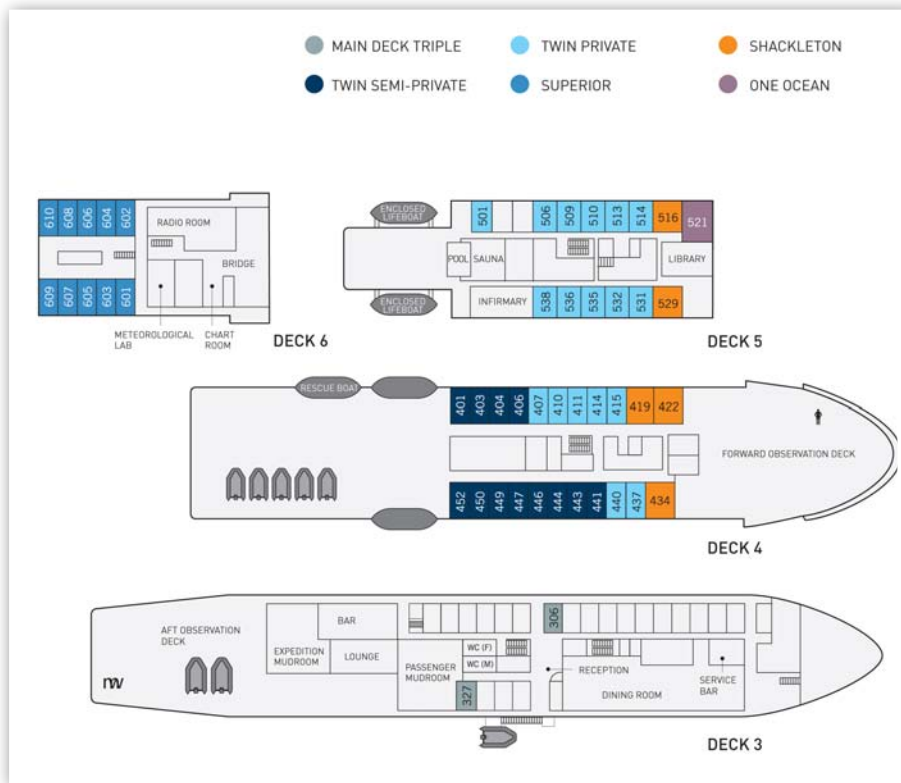 MAIN DECK TRIPLE
TWIN PRIVATE
SHACKLETON
TWIN SEMI-PRIVATE
SUPERIOR
ONE OCEAN
610 608 606 604 602
RADIO ROOM
BRIDGE
609 607 605 603 601
METEOROLOGICAL
LAB
CHART
ROOM
DECK 6
ENCLOSED
LIFEBOAT
501 506 509 510 513 514 516 521
POOL SAUNA LIBRARY
INFIRMARY 538 536 535 532 531 529
ENCLOSED
LIFEBOAT
DECK 5
RESCUE BOAT
401 403 404 406 407 410 411 414 415 419 422
FORWARD OBSERVATION DECK
452 450 449 447 446 444 443 441 440 437 434
DECK 4
AFT OBSERVATION
DECK
BAR
306
EXPEDITION
MUDROOM
LOUNGE
PASSENGER
MUDROOM
WC (F)
WC (M)
RECEPTION
DINING ROOM
SERVICE
BAR
327
DECK 3